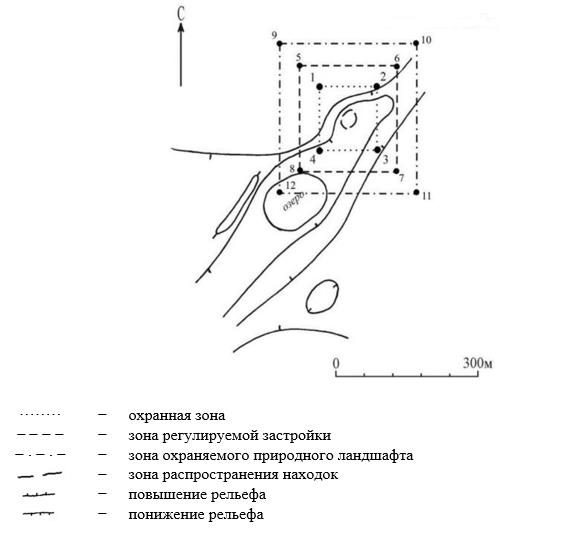 С
9
10
5
6
1
2
4
3
8
7
12
11
озеро
0
300м
– охранная зона
– зона регулируемой застройки
– зона охраняемого природного ландшафта
– зона распространения находок
– повышение рельефа
– понижение рельефа